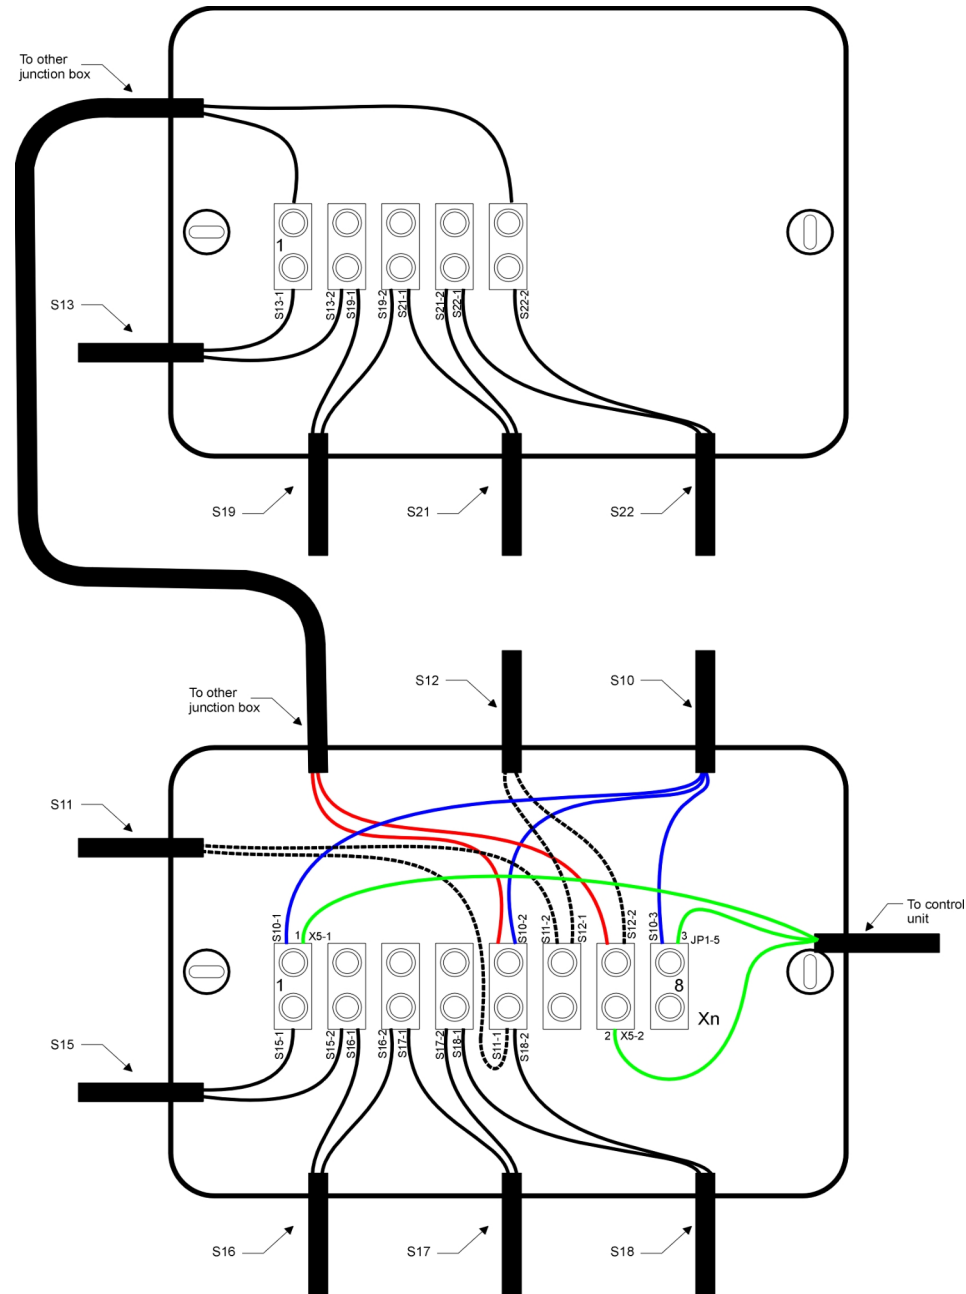 To other
junction box
1
S13-1
S13-2
S19-1
S19-2
S21-1
S21-2
S22-1
S22-2
S13
S19
S21
S22
S12
S10
To other
junction box
S11
S10-1
1
X5-1
S10-2
S11-2
S12-1
S12-2
S10-3
3
JP1-5
To control
unit
1
8
Xn
S15-1
S15-2
S16-1
S16-2
S17-1
S17-2
S18-1
S11-1
S18-2
2
X5-2
S15
S16
S17
S18